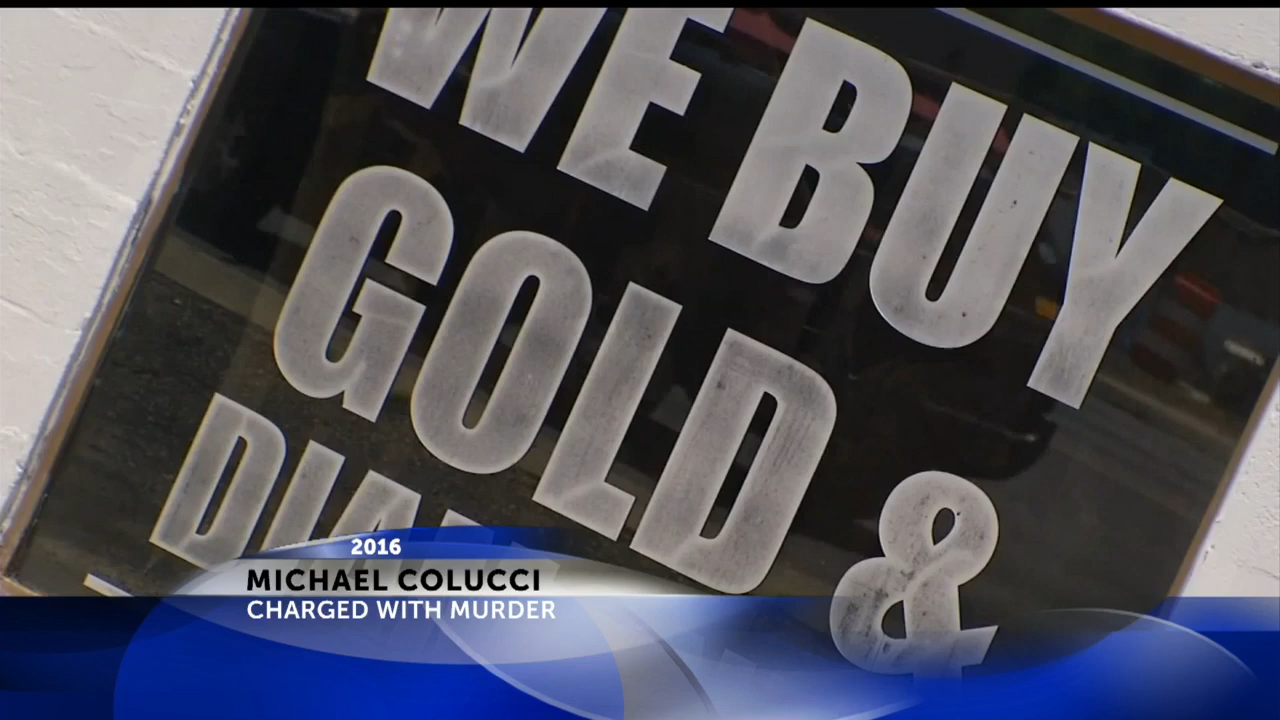 WE BUY
GOLD &
2016
MICHAEL COLUCCI
CHARGED WITH MURDER